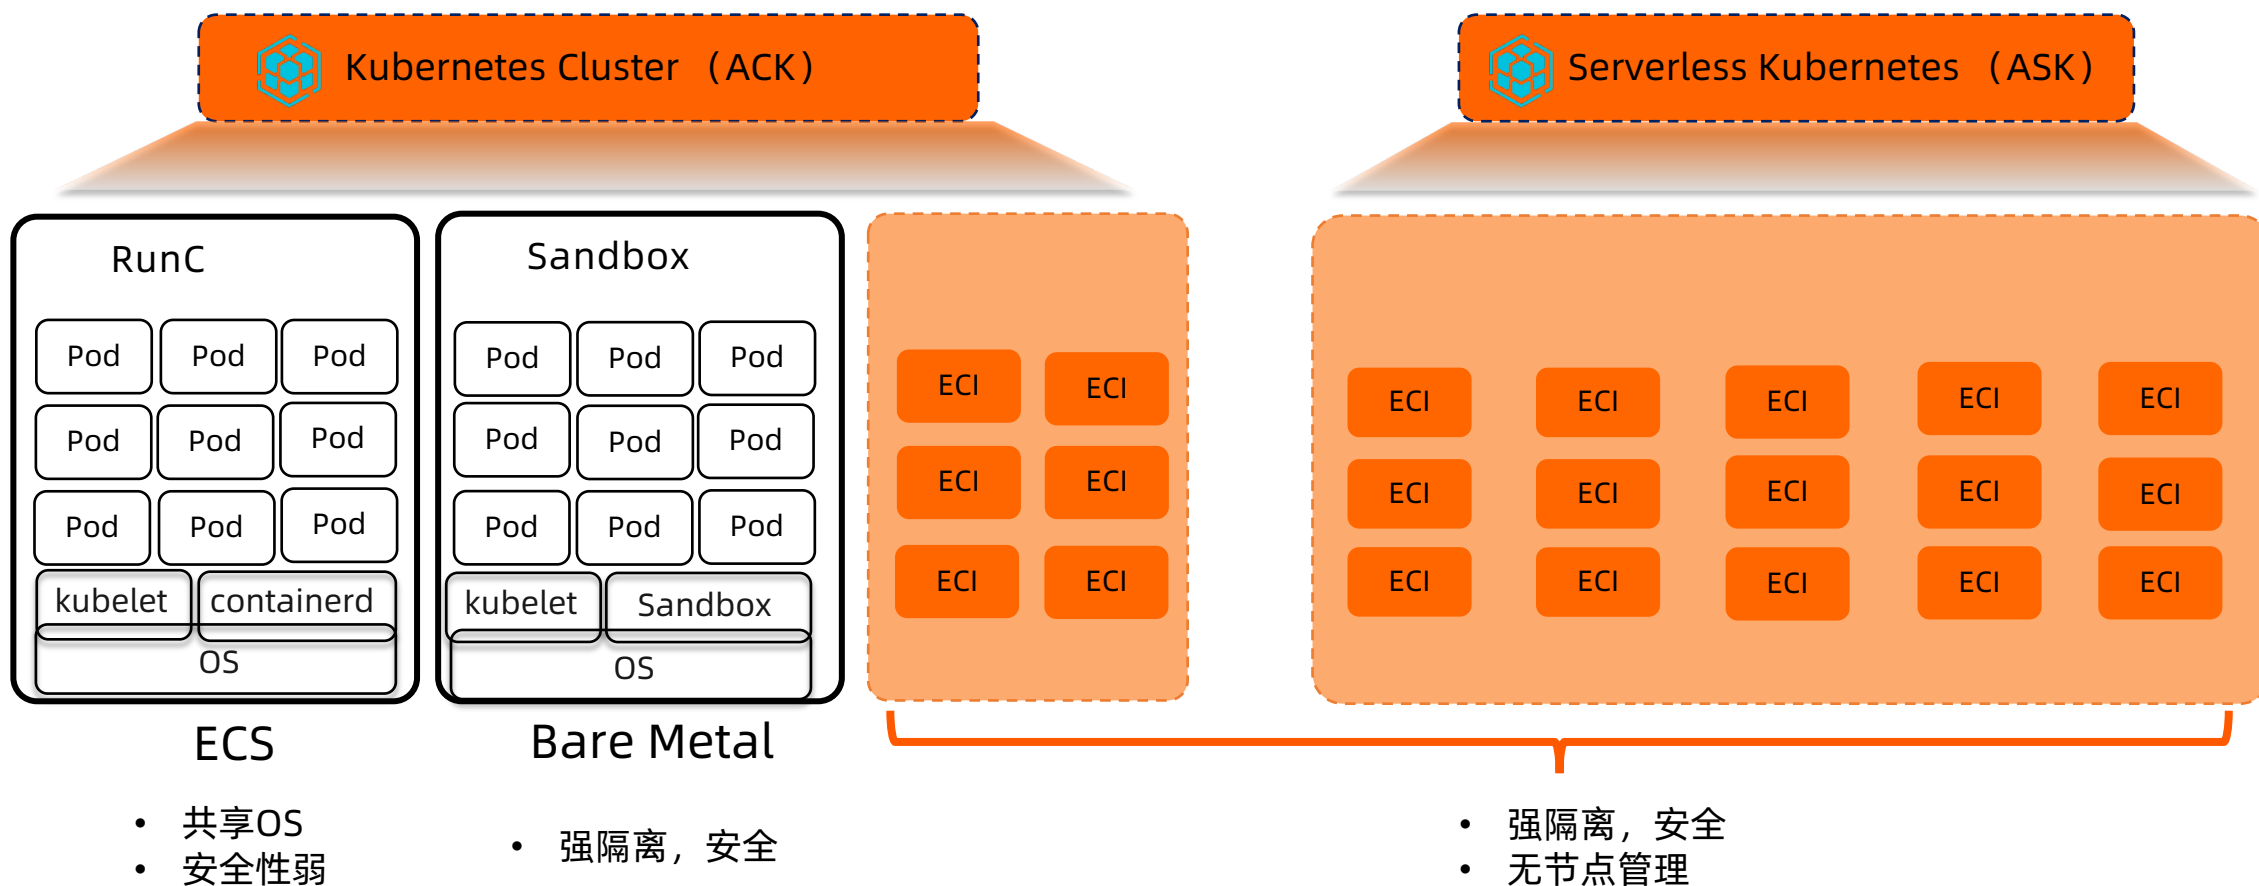 Kubernetes Cluster （ACK）
Serverless Kubernetes （ASK）
RunC
Pod Pod Pod
Pod Pod Pod
Pod Pod Pod
kubelet containerd
OS
ECS
• 共享OS
• 安全性弱
Sandbox
Pod Pod Pod
Pod Pod Pod
Pod Pod Pod
kubelet Sandbox
OS
Bare Metal
• 强隔离，安全
ECI ECI
ECI ECI
ECI ECI
ECI ECI ECI ECI ECI
ECI ECI ECI ECI ECI
ECI ECI ECI ECI ECI
• 强隔离，安全
• 无节点管理